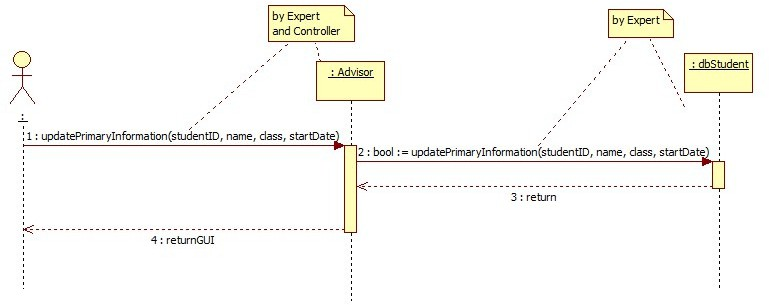 by Expert
and Controller
by Expert
: Advisor
: dbStudent
:
1 : updatePrimaryInformation(studentID, name, class, startDate)
2 : bool := updatePrimaryInformation(studentID, name, class, startDate)
3 : return
4 : returnGUI